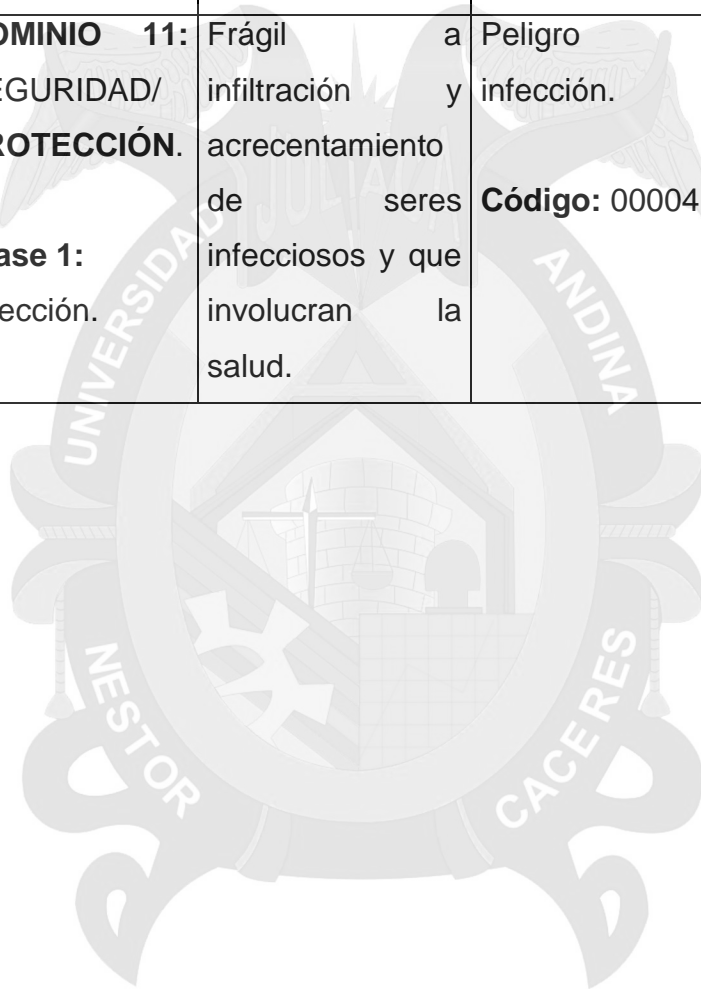 OMINIO 11:
EGURIDAD/
ROTECCIÓN.
ase 1:
ección.
Frágil a
infiltración y
acrecentamiento
de seres
infecciosos y que
involucran la
salud.
Peligro
infección.
Código: 00004
UNIVERSIDAD
ANDINA
NESTOR
CACERES
JULIACA